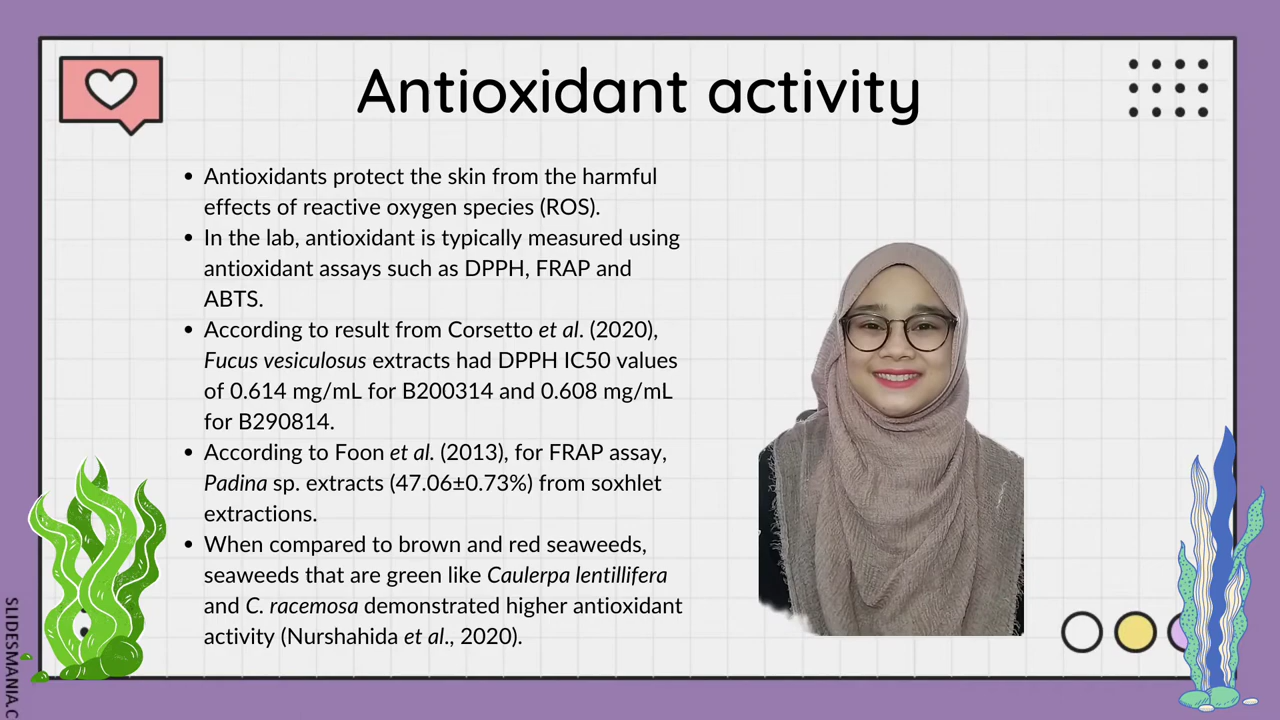 Antioxidant activity
• Antioxidants protect the skin from the harmful
effects of reactive oxygen species (ROS).
• In the lab, antioxidant is typically measured using
antioxidant assays such as DPPH, FRAP and
ABTS.
• According to result from Corsetto et al. (2020),
Fucus vesiculosus extracts had DPPH IC50 values
of 0.614 mg/mL for B200314 and 0.608 mg/mL
for B290814.
• According to Foon et al. (2013), for FRAP assay,
Padina sp. extracts (47.06±0.73%) from soxhlet
extractions.
• When compared to brown and red seaweeds,
seaweeds that are green like Caulerpa lentillifera
and C. racemosa demonstrated higher antioxidant
activity (Nurshahida et al., 2020).
SLIDESMANIA.C